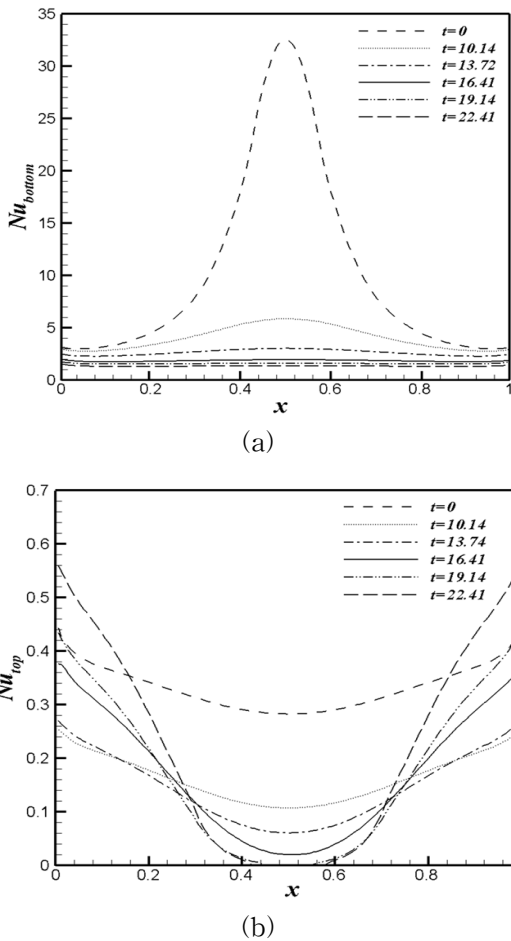 35
30
25
20
15
10
5
0
Nu_bottom
t=0
t=10.14
t=13.72
t=16.41
t=19.14
t=22.41
0 0.2 0.4 0.6 0.8 1
x
(a)
0.7
0.6
0.5
0.4
0.3
0.2
0.1
0
Nu_top
t=0
t=10.14
t=13.74
t=16.41
t=19.14
t=22.41
0 0.2 0.4 0.6 0.8
x
(b)